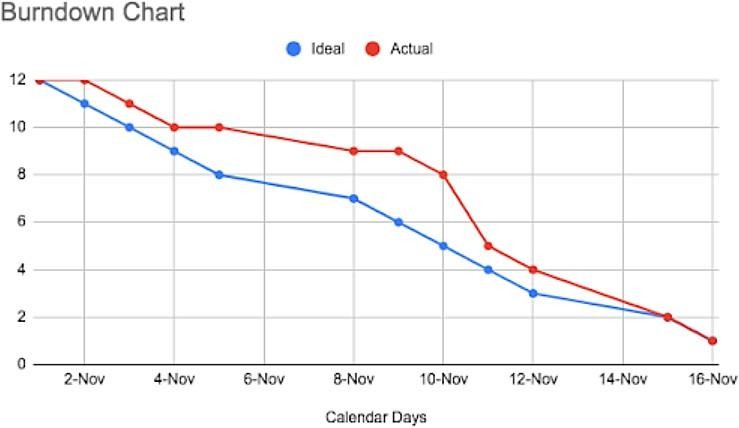 Burndown Chart
Ideal Actual
12
10
8
6
4
2
0
2-Nov 4-Nov 6-Nov 8-Nov 10-Nov 12-Nov 14-Nov 16-Nov
Calendar Days